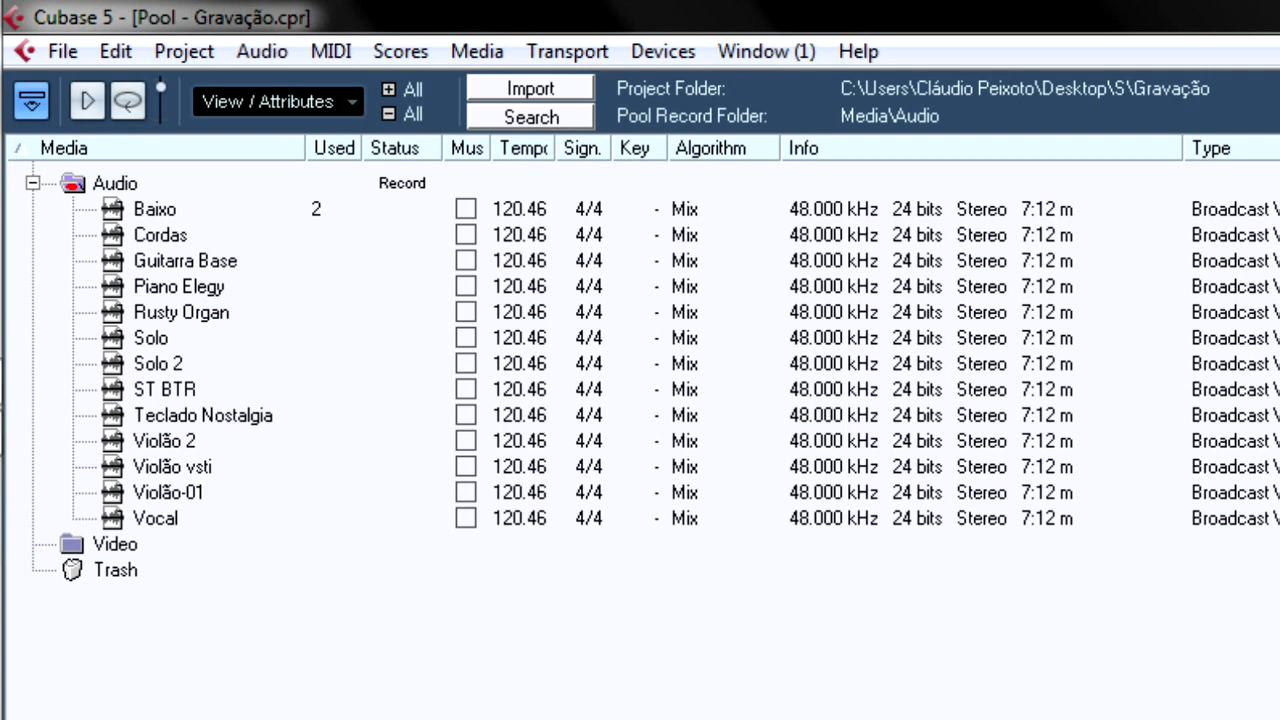 Cubase 5 - [Pool - Gravação.cpr]
File Edit Project Audio MIDI Scores Media Transport Devices Window (1) Help
View / Attributes All Import Project Folder: C:\Users\Cláudio Peixoto\Desktop\S\Gravação
All Search Pool Record Folder: Media\Audio
/ Media Used Status Mus Tempo Sign. Key Algorithm Info Type
Audio Record
Baixo 2 120.46 4/4 - Mix 48.000 kHz 24 bits Stereo 7:12 m Broadcast
Cordas 120.46 4/4 - Mix 48.000 kHz 24 bits Stereo 7:12 m Broadcast
Guitarra Base 120.46 4/4 - Mix 48.000 kHz 24 bits Stereo 7:12 m Broadcast
Piano Elegy 120.46 4/4 - Mix 48.000 kHz 24 bits Stereo 7:12 m Broadcast
Rusty Organ 120.46 4/4 - Mix 48.000 kHz 24 bits Stereo 7:12 m Broadcast
Solo 120.46 4/4 - Mix 48.000 kHz 24 bits Stereo 7:12 m Broadcast
Solo 2 120.46 4/4 - Mix 48.000 kHz 24 bits Stereo 7:12 m Broadcast
ST BTR 120.46 4/4 - Mix 48.000 kHz 24 bits Stereo 7:12 m Broadcast
Teclado Nostalgia 120.46 4/4 - Mix 48.000 kHz 24 bits Stereo 7:12 m Broadcast
Violão 2 120.46 4/4 - Mix 48.000 kHz 24 bits Stereo 7:12 m Broadcast
Violão vsti 120.46 4/4 - Mix 48.000 kHz 24 bits Stereo 7:12 m Broadcast
Violão-01 120.46 4/4 - Mix 48.000 kHz 24 bits Stereo 7:12 m Broadcast
Vocal 120.46 4/4 - Mix 48.000 kHz 24 bits Stereo 7:12 m Broadcast
Video
Trash